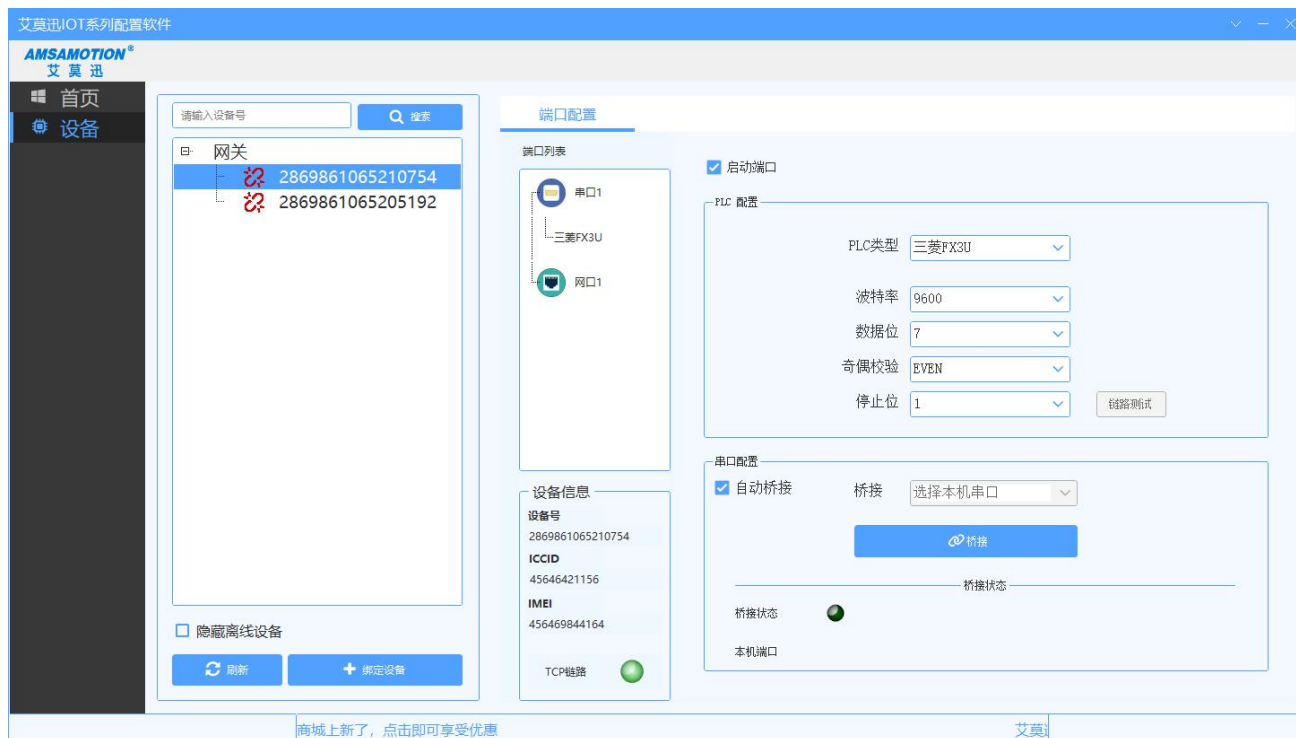 艾莫迅IOT系列配置软件
AMSAMOTION®
艾莫迅
首页
设备
请输入设备号
搜索
网关
2869861065210754
2869861065205192
隐藏离线设备
刷新
绑定设备
端口配置
端口列表
串口1
三菱FX3U
网口1
设备信息
设备号
2869861065210754
ICCID
45646421156
IMEI
456469844164
TCP链路
启动端口
PLC 配置
PLC类型 三菱FX3U
波特率 9600
数据位 7
奇偶校验 EVEN
停止位 1
链路测试
串口配置
自动桥接
桥接 选择本机串口
桥接
桥接状态
桥接状态
本机端口
商城上新了，点击即可享受优惠
艾莫